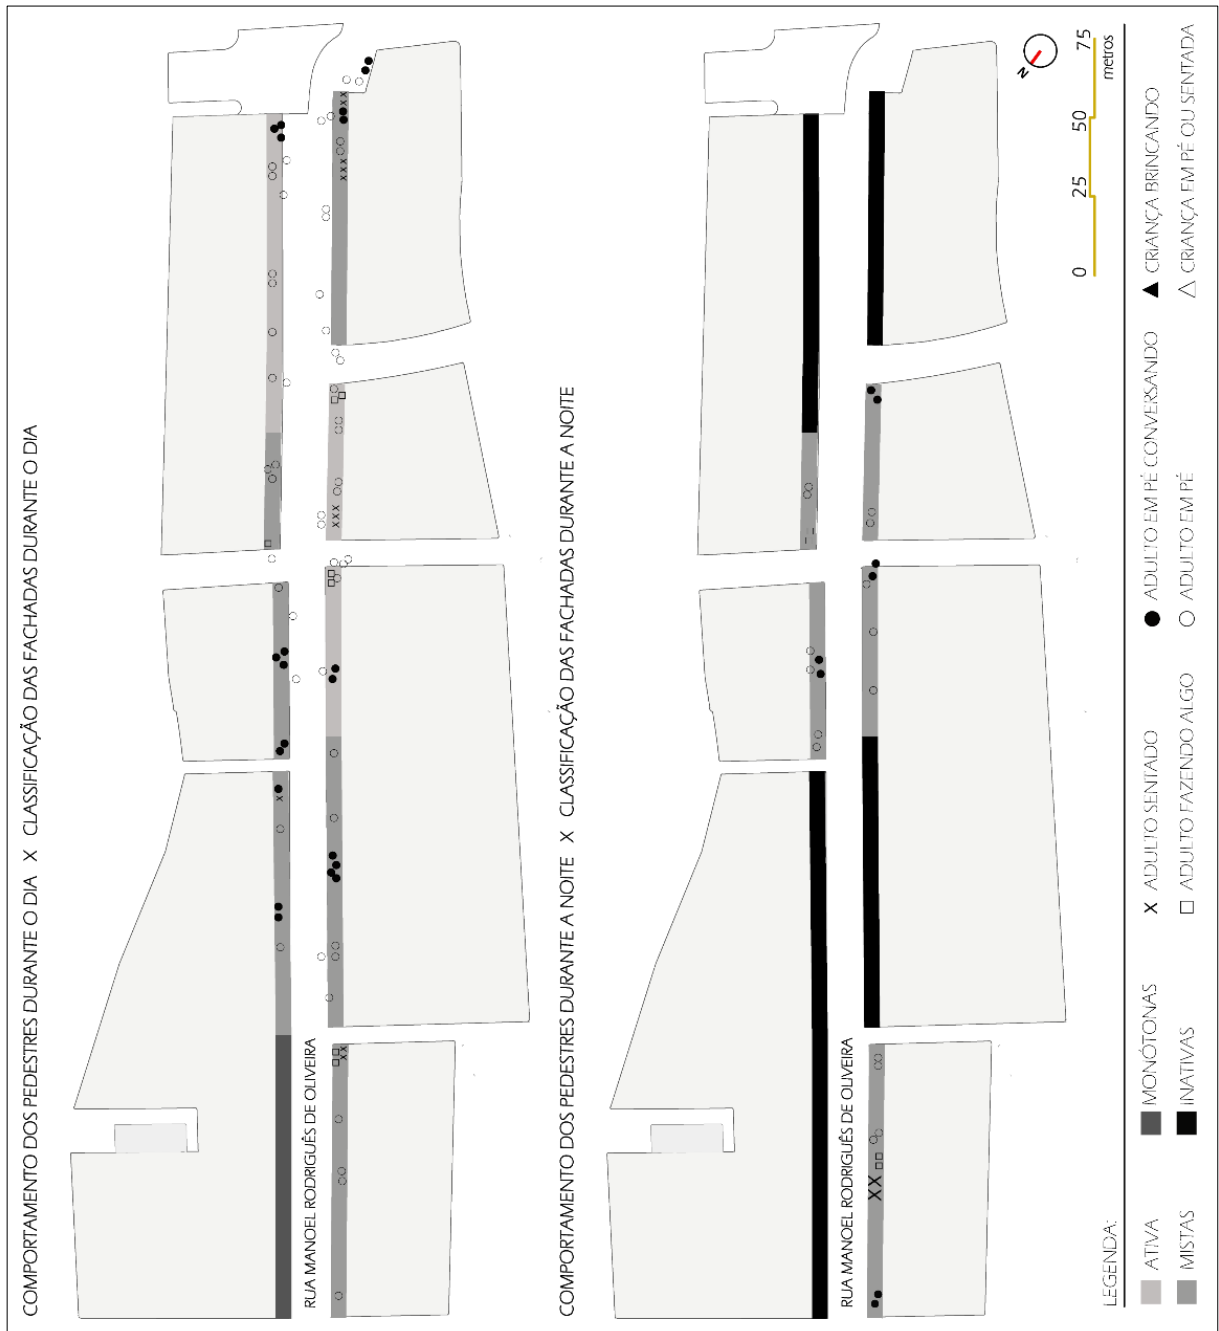 COMPORTAMENTO DOS PEDESTRES DURANTE O DIA X CLASSIFICAÇÃO DAS FACHADAS DURANTE O DIA
RUA MANOEL RODRIGUÊS DE OLIVEIRA
COMPORTAMENTO DOS PEDESTRES DURANTE A NOITE X CLASSIFICAÇÃO DAS FACHADAS DURANTE A NOITE
RUA MANOEL RODRIGUÊS DE OLIVEIRA
N
0 25 50 75
metros
LEGENDA:
ATIVA MONÓTONAS X ADULTO SENTADO ADULTO EM PÉ CONVERSANDO CRIANÇA BRINCANDO
MISTAS INATIVAS ADULTO FAZENDO ALGO ADULTO EM PÉ CRIANÇA EM PÉ OU SENTADA